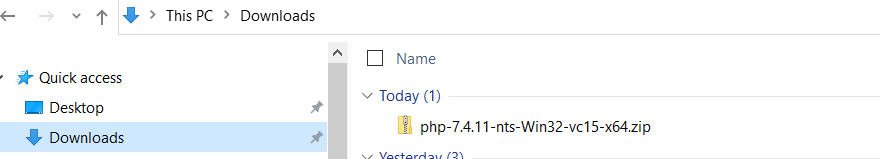 This PC > Downloads
Name
Quick access
Today (1)
Desktop
php-7.4.11-nts-Win32-vc15-x64.zip
Downloads
Yesterday (3)